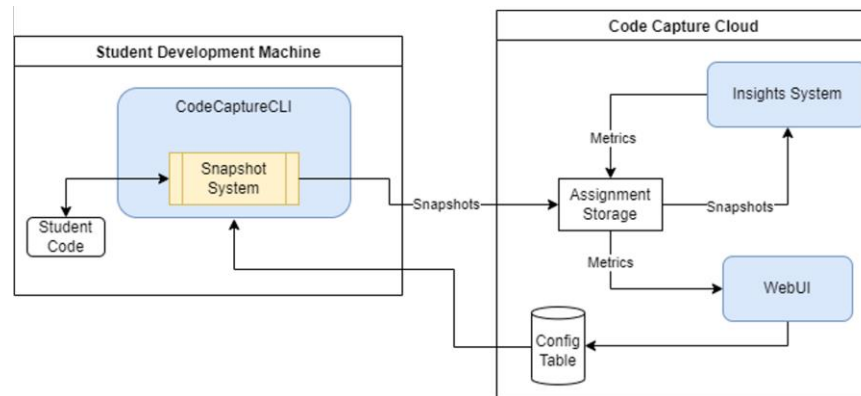 Code Capture Cloud
Student Development Machine
CodeCaptureCLI
Insights System
Metrics
Snapshot
System
Snapshots
Assignment
Storage
Snapshots
Student
Code
Metrics
WebUI
Config
Table